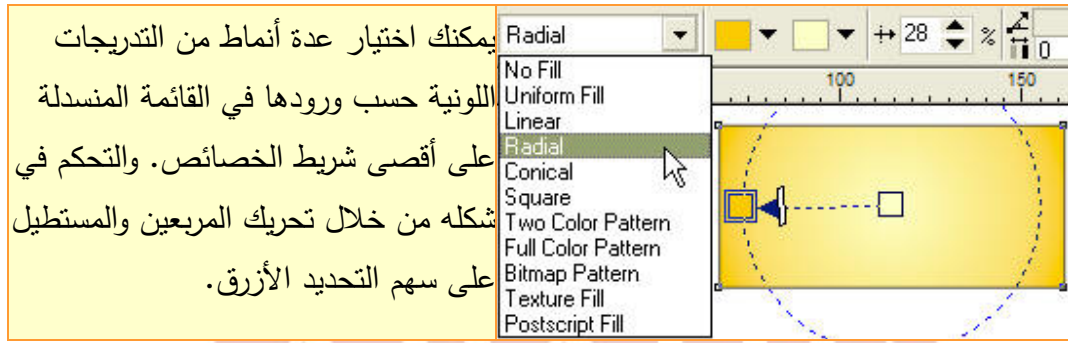 يمكنك اختيار عدة أنماط من التدريجات
اللونية حسب ورودها في القائمة المنسدلة
على أقصى شريط الخصائص. والتحكم في
شكله من خلال تحريك المربعين والمستطيل
على سهم التحديد الأزرق.
Radial
28 %
0
100 150
No Fill
Uniform Fill
Linear
Radial
Conical
Square
Two Color Pattern
Full Color Pattern
Bitmap Pattern
Texture Fill
Postscript Fill